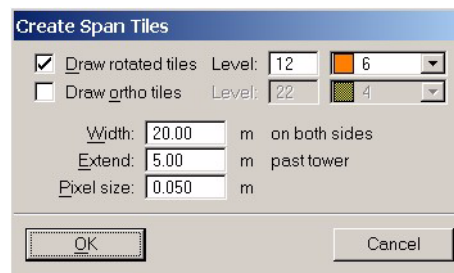 Create Span Tiles
Draw rotated tiles Level: 12 6
Draw ortho tiles Level: 22 4
Width: 20.00 m on both sides
Extend: 5.00 m past tower
Pixel size: 0.050 m
OK Cancel